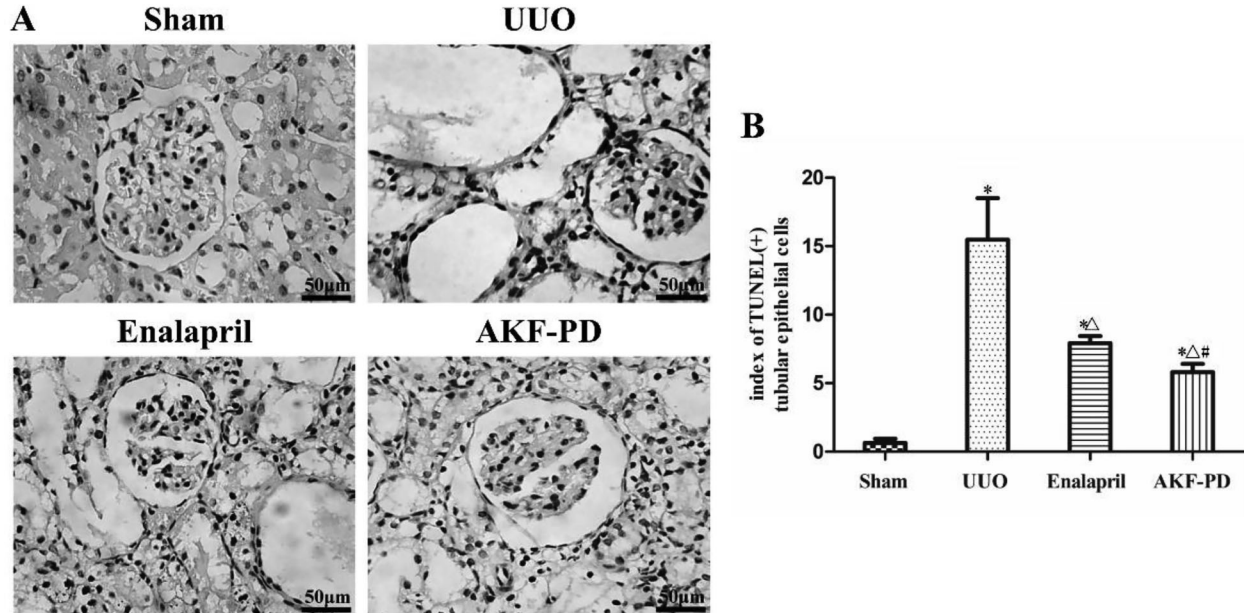 A
Sham
UUO
50μm
50μm
Enalapril
AKF-PD
50μm
50μm
B
index of TUNEL(+)
tubular epithelial cells
20
15
10
5
0
*
*△
*△#
Sham
UUO
Enalapril
AKF-PD